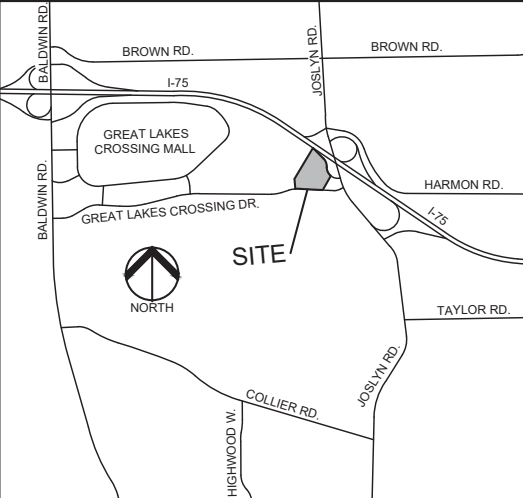 BALDWIN RD.
BROWN RD.
JOSLYN RD.
BROWN RD.
I-75
GREAT LAKES
CROSSING MALL
BALDWIN RD.
GREAT LAKES CROSSING DR.
HARMON RD.
I-75
SITE
NORTH
TAYLOR RD.
JOSLYN RD.
COLLIER RD.
HIGHWOOD W.